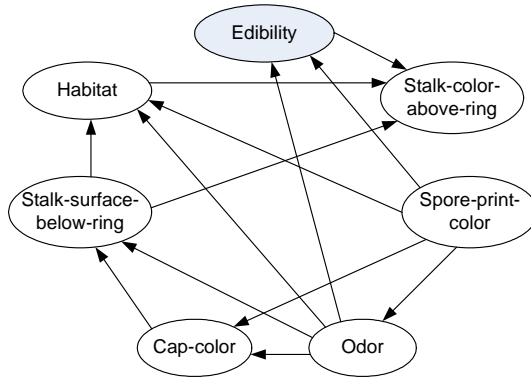 Edibility
Habitat
Stalk-color-
above-ring
Stalk-surface-
below-ring
Spore-print-
color
Cap-color
Odor